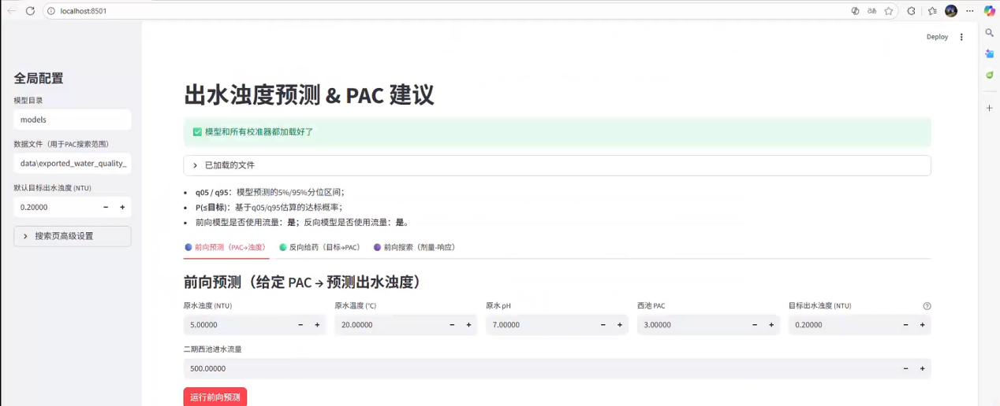 localhost:8501
Deploy
全局配置
模型目录
models
数据文件（用于PAC搜索范围）
data\exported_water_quality_
默认目标出水浊度 (NTU)
0.20000
搜索页高级设置
出水浊度预测 & PAC 建议
模型和所有校准器都加载好了
已加载的文件
q05 / q95：模型预测的5%/95%分位区间；
P(≤目标)：基于q05/q95估算的达标概率；
前向模型是否使用流量：是；反向模型是否使用流量：是。
前向预测（PAC→浊度） 反向给药（目标→PAC） 前向搜索（剂量-响应）
前向预测（给定 PAC → 预测出水浊度）
原水浊度 (NTU) 原水温度 (°C) 原水 pH 西池 PAC 目标出水浊度 (NTU)
5.00000 20.00000 7.00000 3.00000 0.20000
二期西池进水流量
500.00000
运行前向预测